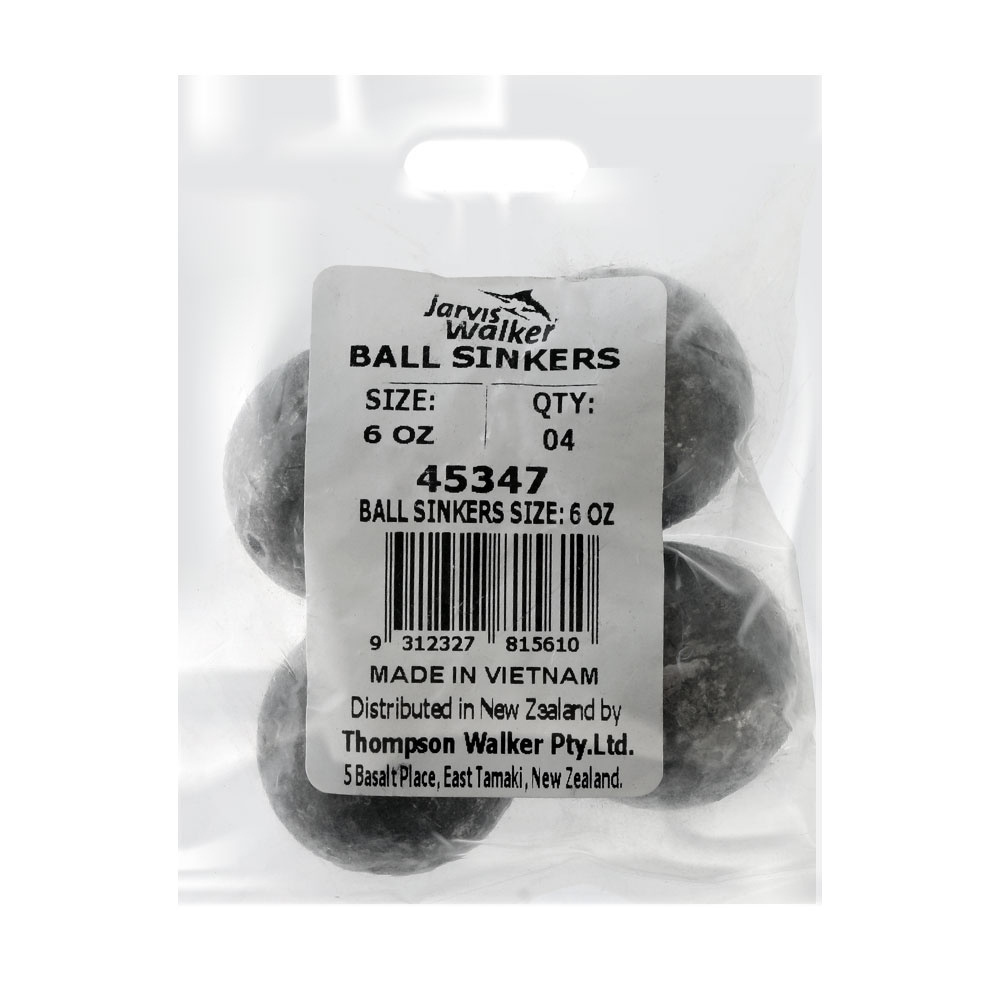 Jarvis
Walker
BALL SINKERS
SIZE: QTY:
6 OZ 04
45347
BALL SINKERS SIZE: 6 OZ
9 312327 815610
MADE IN VIETNAM
Distributed in New Zealand by
Thompson Walker Pty.Ltd.
5 Basalt Place, East Tamaki, New Zealand.